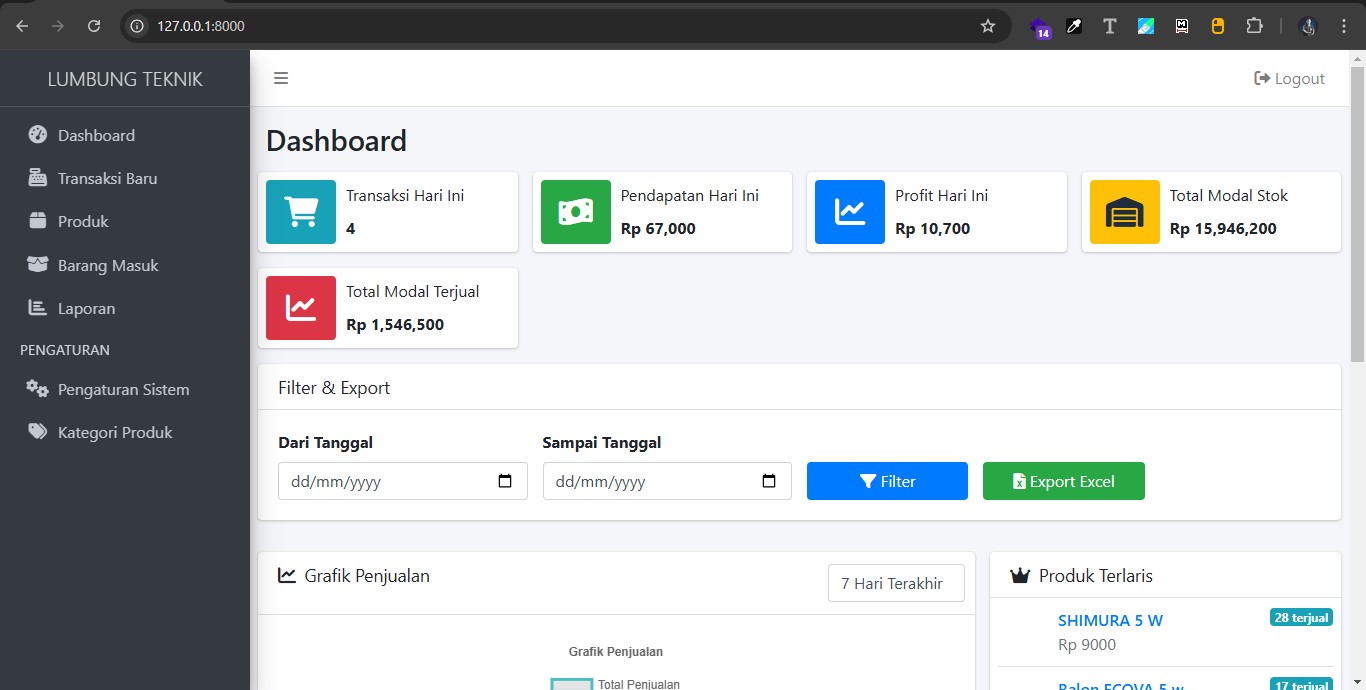 127.0.0.1:8000
14
LUMBUNG TEKNIK
Logout
Dashboard
Transaksi Baru
Produk
Barang Masuk
Laporan
PENGATURAN
Pengaturan Sistem
Kategori Produk
Dashboard
Transaksi Hari Ini
4
Pendapatan Hari Ini
Rp 67,000
Profit Hari Ini
Rp 10,700
Total Modal Stok
Rp 15,946,200
Total Modal Terjual
Rp 1,546,500
Filter & Export
Dari Tanggal
dd/mm/yyyy
Sampai Tanggal
dd/mm/yyyy
Filter
Export Excel
Grafik Penjualan
7 Hari Terakhir
Grafik Penjualan
Total Penjualan
Produk Terlaris
SHIMURA 5 W
28 terjual
Rp 9000
Balon ECOVA 5 w
17 terjual